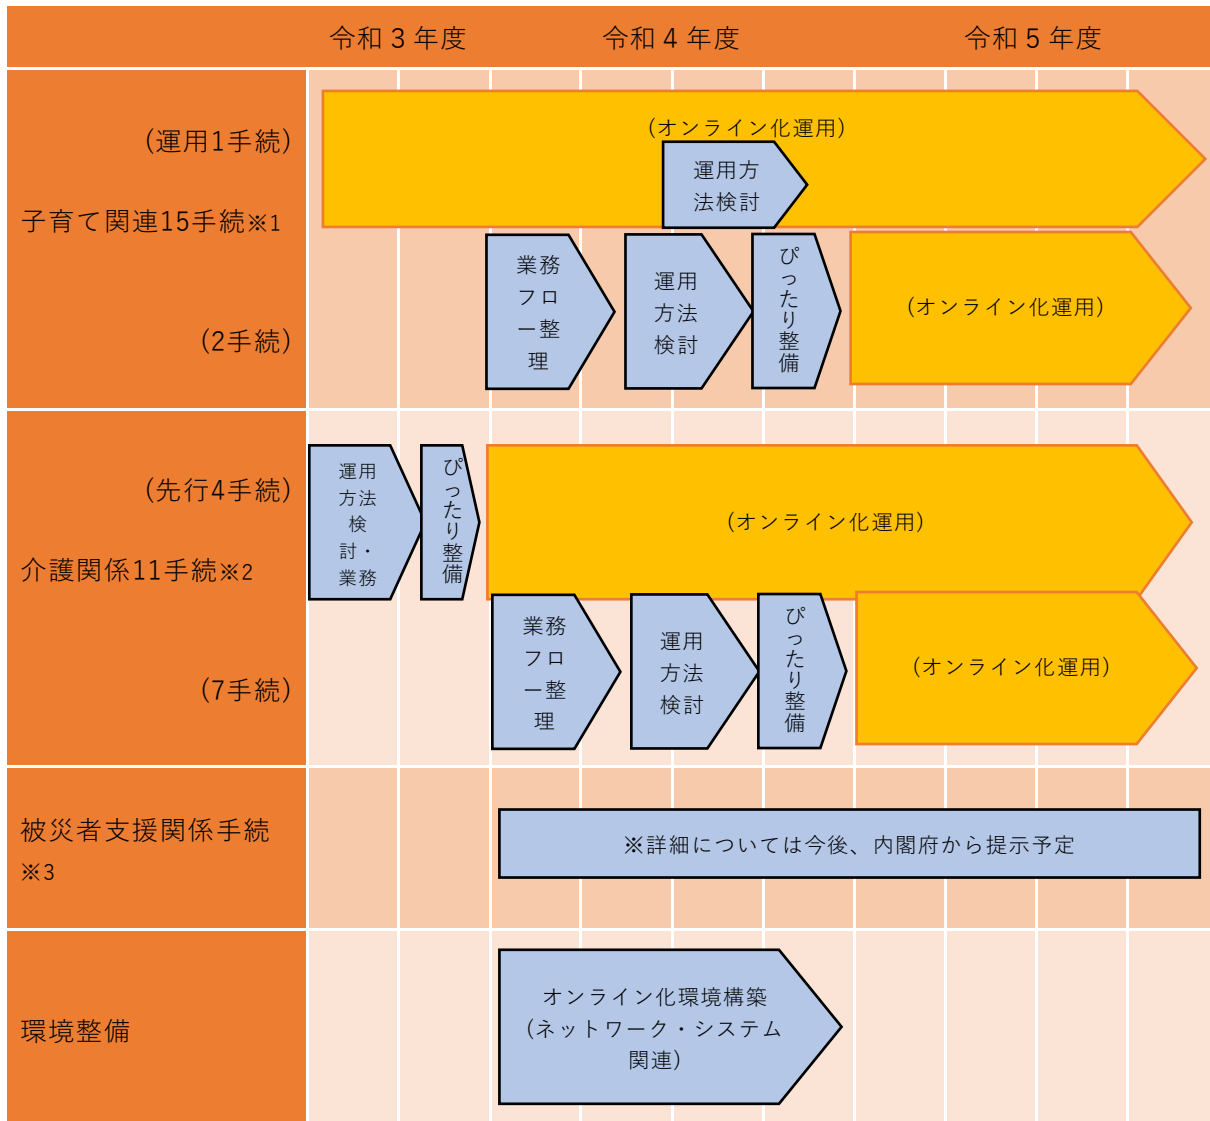 令和3年度 令和4年度 令和5年度
(運用1手続)
子育て関連15手続※1
(2手続)
(オンライン化運用)
運用方
法検討
業務
フロ
ー整
理
運用
方法
検討
ぴったり整備
(オンライン化運用)
(先行4手続)
介護関係11手続※2
(7手続)
運用
方法
検
討・
業務
ぴったり整備
(オンライン化運用)
業務
フロ
ー整
理
運用
方法
検討
ぴったり整備
(オンライン化運用)
被災者支援関係手続
※3
※詳細については今後、内閣府から提示予定
環境整備
オンライン化環境構築
(ネットワーク・システム
関連)